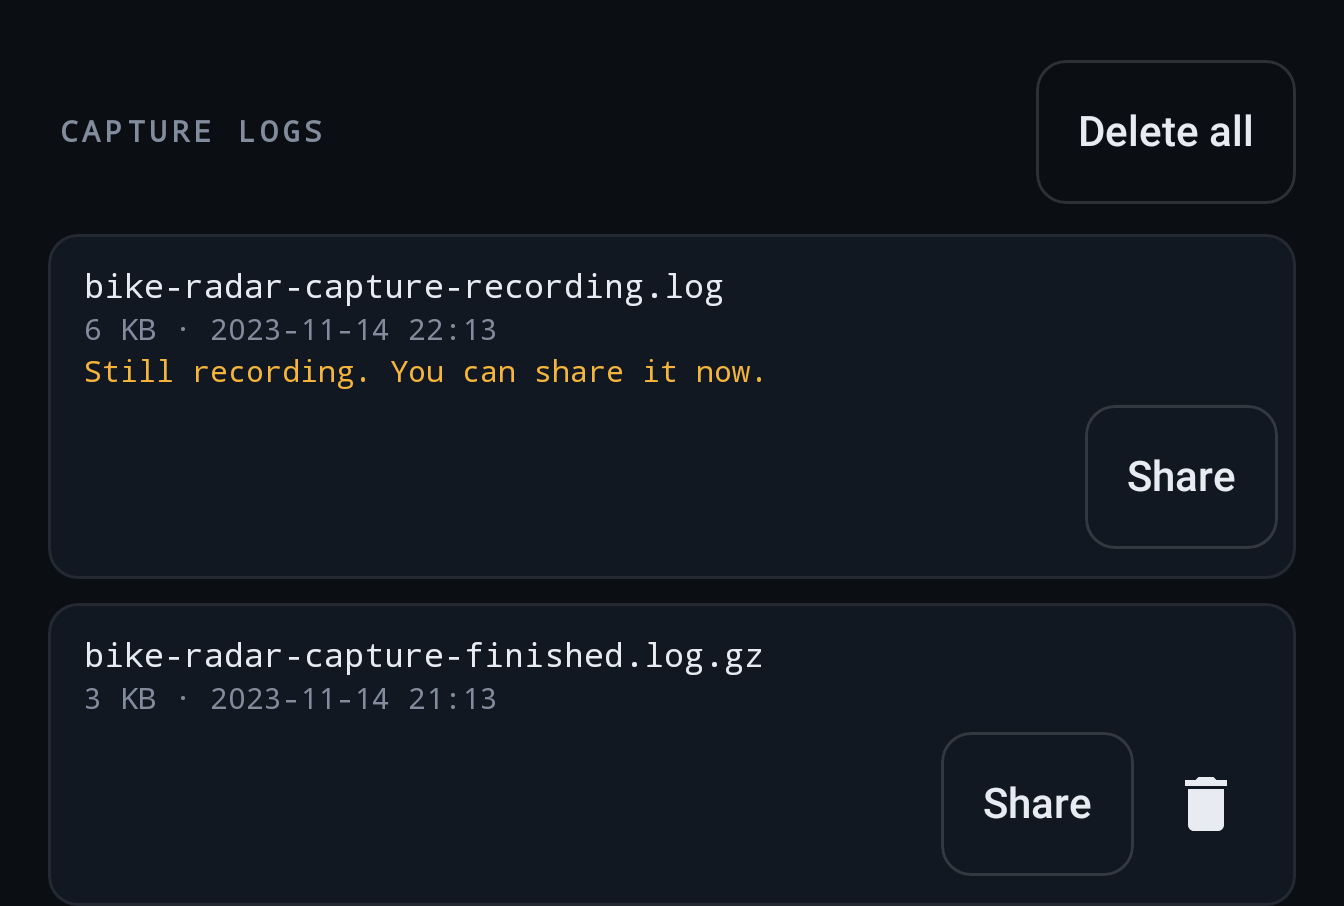 CAPTURE LOGS
Delete all
bike-radar-capture-recording.log
6 KB · 2023-11-14 22:13
Still recording. You can share it now.
Share
bike-radar-capture-finished.log.gz
3 KB · 2023-11-14 21:13
Share